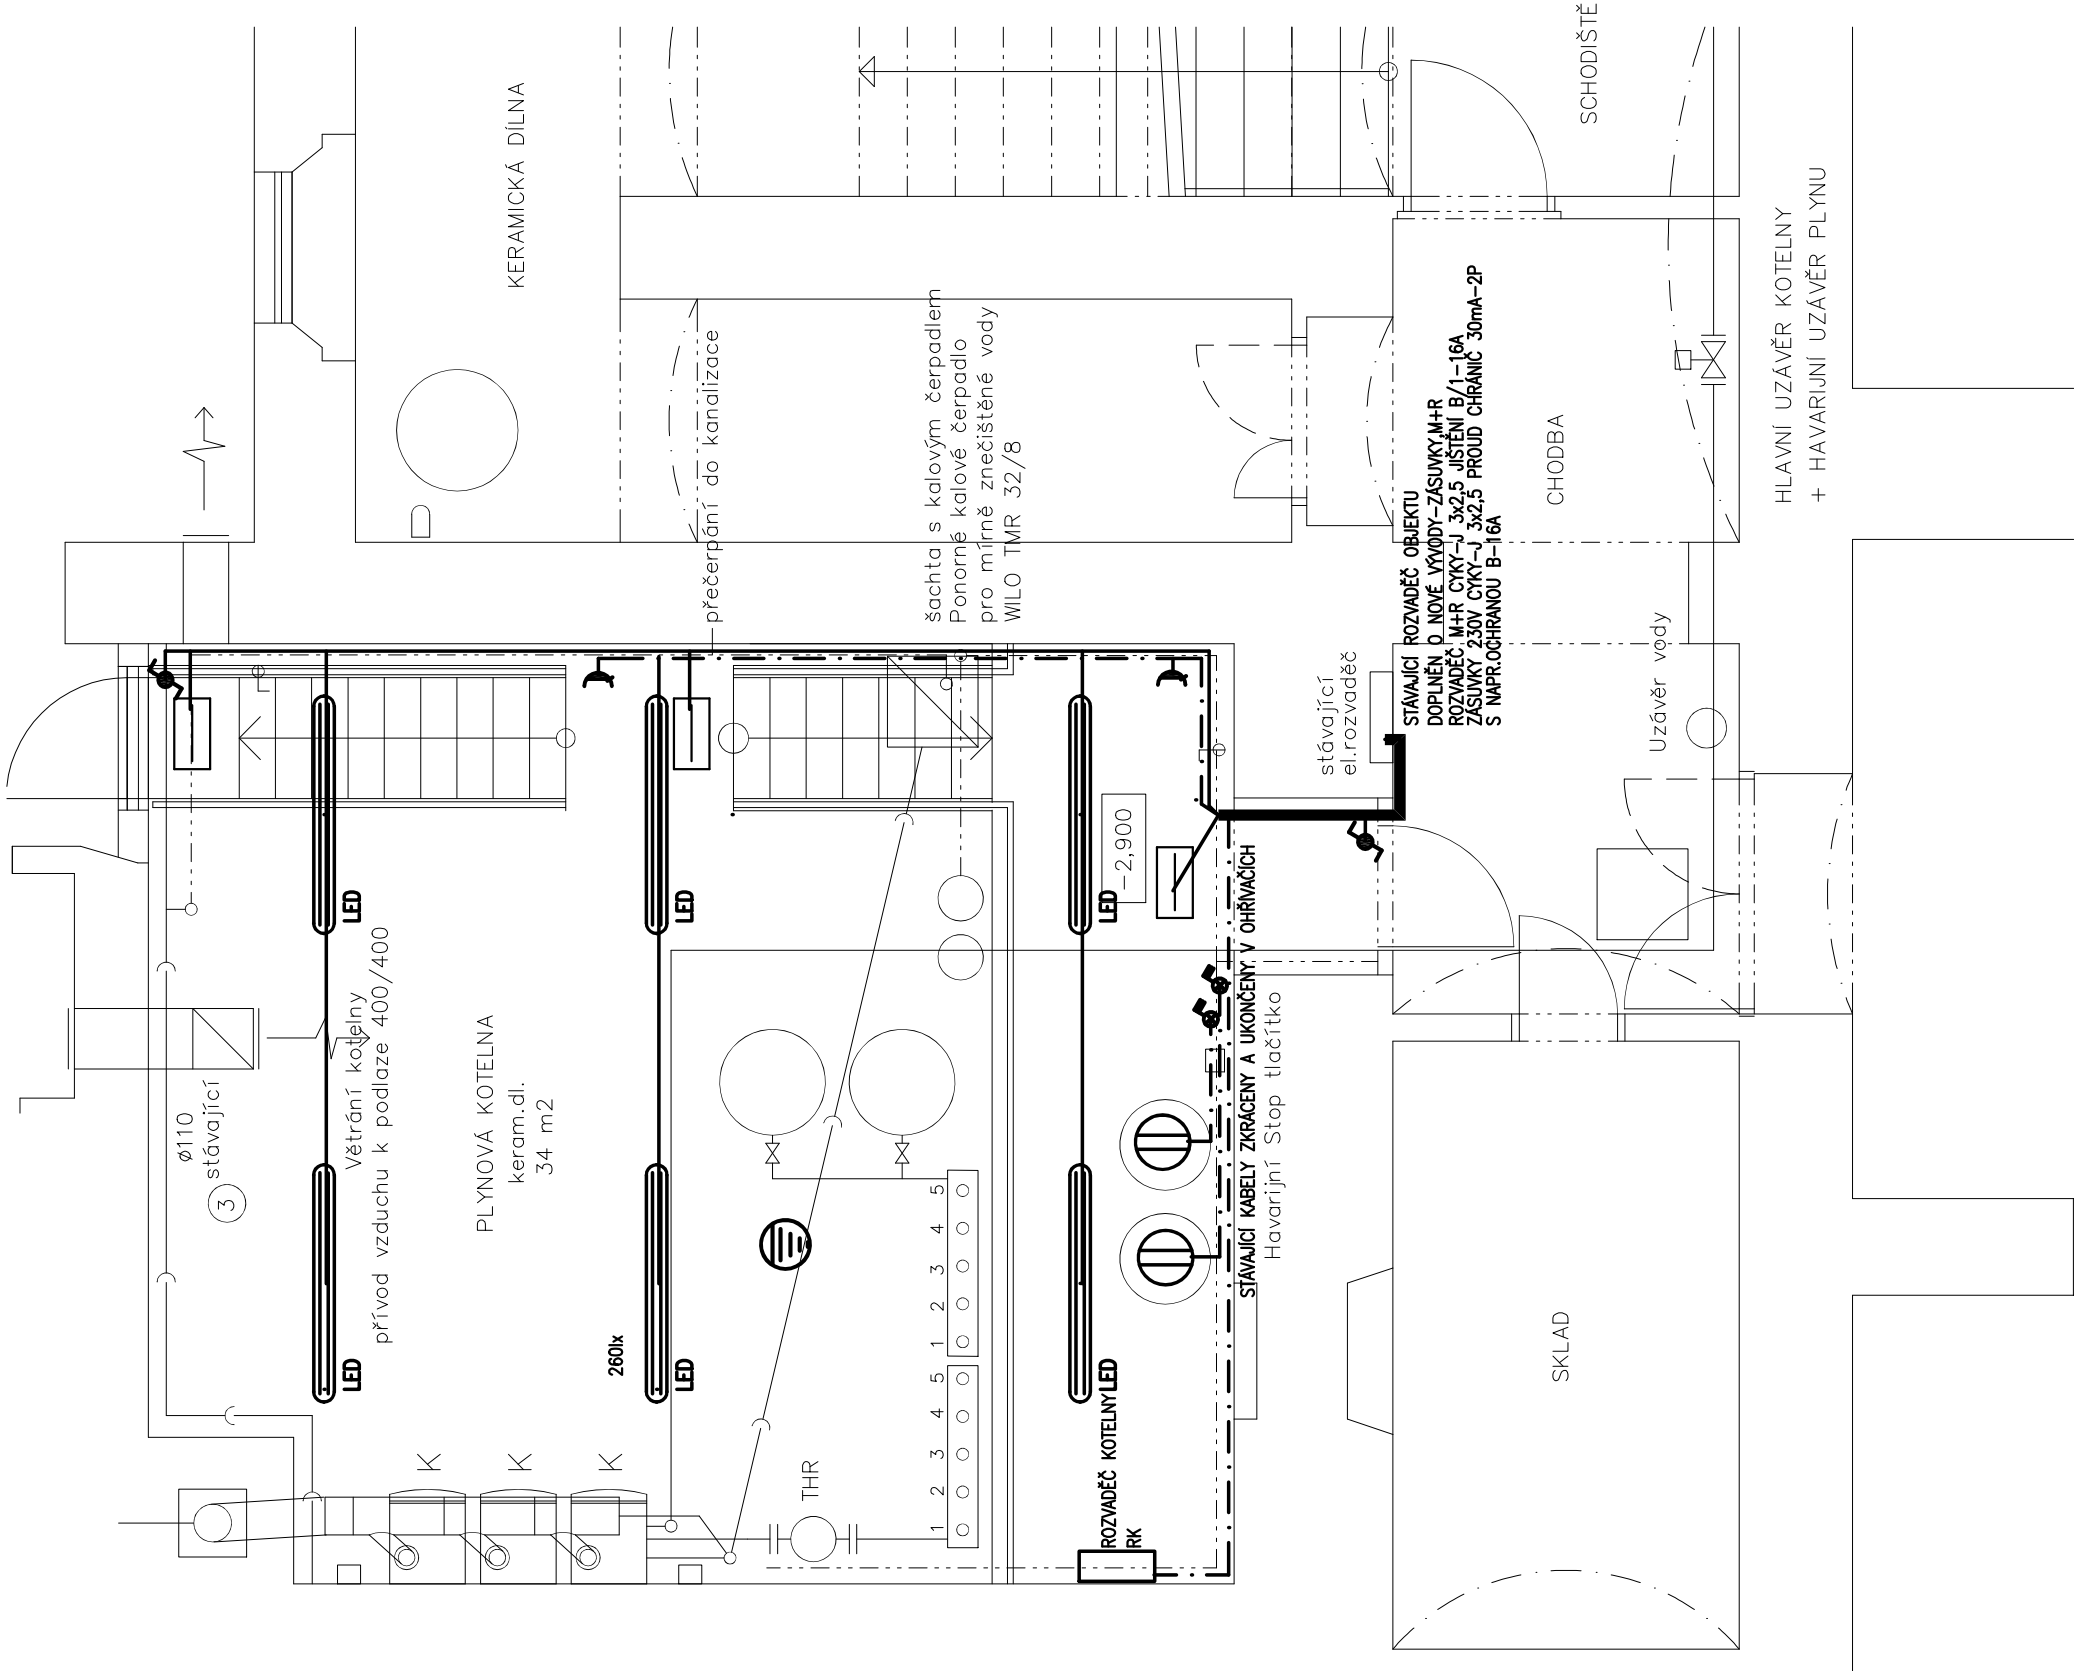 SCHODIŠTĚ
KERAMICKÁ DÍLNA
HLAVNÍ UZÁVĚR KOTELNY
+ HAVARIJNÍ UZÁVĚR PLYNU
přečerpání do kanalizace
šachta s kalovým čerpadlem
Ponorné kalové čerpadlo
pro mírně znečištěné vody
WILO TMR 32/8
CHODBA
STÁVAJÍCÍ ROZVADĚČ OBJEKTU
DOPLNĚN O NOVÉ VÝVODY-ZÁSUVKY,M+R
ROZVADĚČ M+R CYKY-J 3x2,5 JIŠTĚNÍ B/1-16A
ZÁSUVKY 230V CYKY-J 3x2,5 PROUD CHRÁNIČ 30mA-2P
S NAPR.OCHRANOU B-16A
stávající
el.rozvaděč
Uzávěr vody
-2,900
LED
LED
LED
Větrání kotelny
přívod vzduchu k podlaze 400/400
ø110
stávající
3
PLYNOVÁ KOTELNA
keram.dl.
34 m2
STÁVAJÍCÍ KABELY ZKRÁCENY A UKONČENY V OHŘÍVAČÍCH
Havarijní Stop tlačítko
1 2 3 4 5
1 2 3 4 5
260lx
LED
LED
LED
SKLAD
K
K
K
THR
ROZVADĚČ KOTELNY
RK